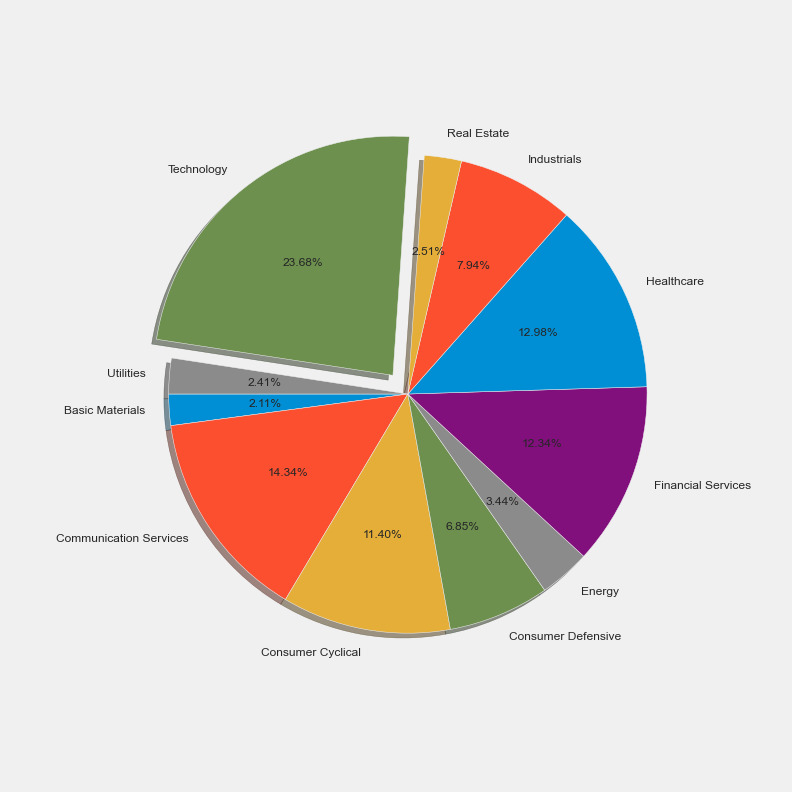 Real Estate
Industrials
Technology
2.51%
23.68%
7.94%
Healthcare
12.98%
Utilities
2.41%
Basic Materials
2.11%
12.34%
14.34%
Financial Services
3.44%
6.85%
11.40%
Communication Services
Energy
Consumer Defensive
Consumer Cyclical